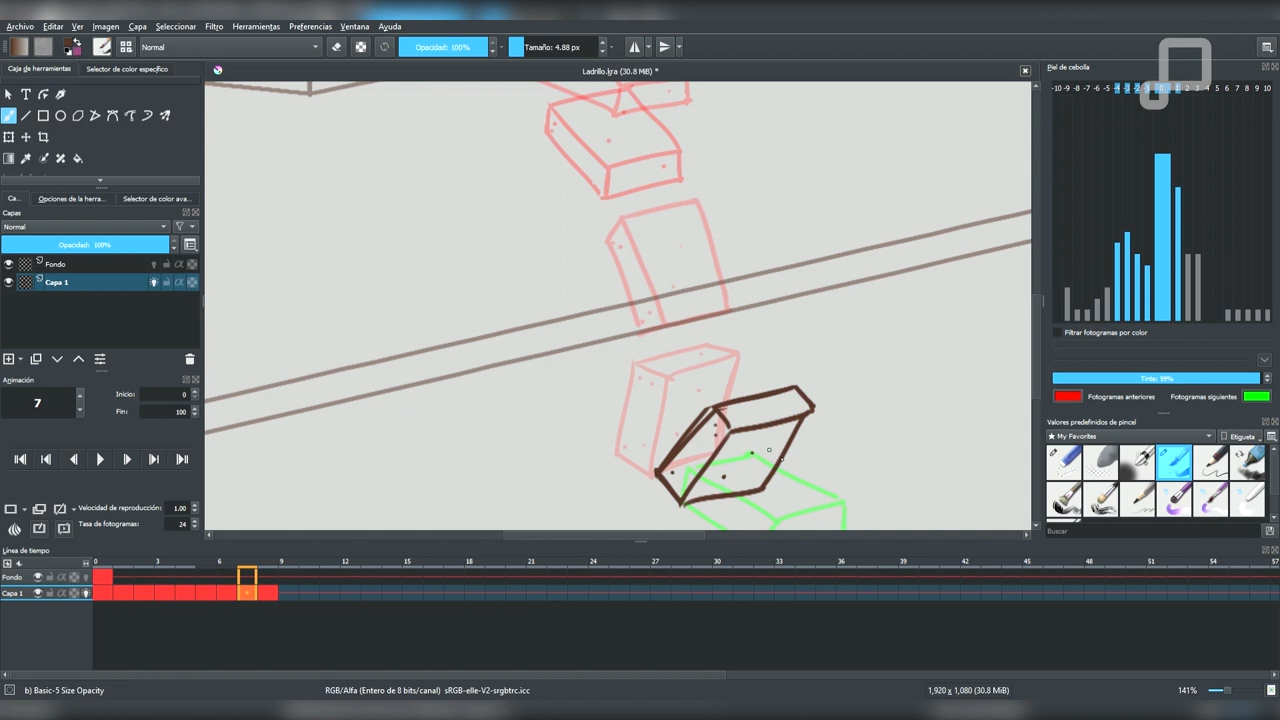 Archivo Editar Ver Imagen Capa Seleccionar Filtro Herramientas Preferencias Ventana Ayuda
Normal Opacidad: 100% Tamaño: 4.88 px
Caja de herramientas Selector de color específico
Ladrillo.kra (30.8 MiB) *
Piel de cebolla
-10 -9 -8 -7 -6 -5 -4 -3 -2 -1 0 1 2 3 4 5 6 7 8 9 10
Ca... Opciones de la herra... Selector de color ava...
Capas
Normal
Opacidad: 100%
Fondo
Capa 1
Filtrar fotogramas por color
Tinte: 99%
Fotogramas anteriores Fotogramas siguientes
Animación
7
Inicio: 0
Fin: 100
Valores predefinidos de pincel
★ My Favorites Etiqueta
Buscar
Velocidad de reproducción: 1.00
Tasa de fotogramas: 24
Línea de tiempo
0 3 6 9 12 15 18 21 24 27 30 33 36 39 42 45 48 51 54 57
Fondo
Capa 1
b) Basic-5 Size Opacity RGB/Alfa (Entero de 8 bits/canal) sRGB-elle-V2-srgbtrc.icc 1,920 x 1,080 (30.8 MiB) 141%